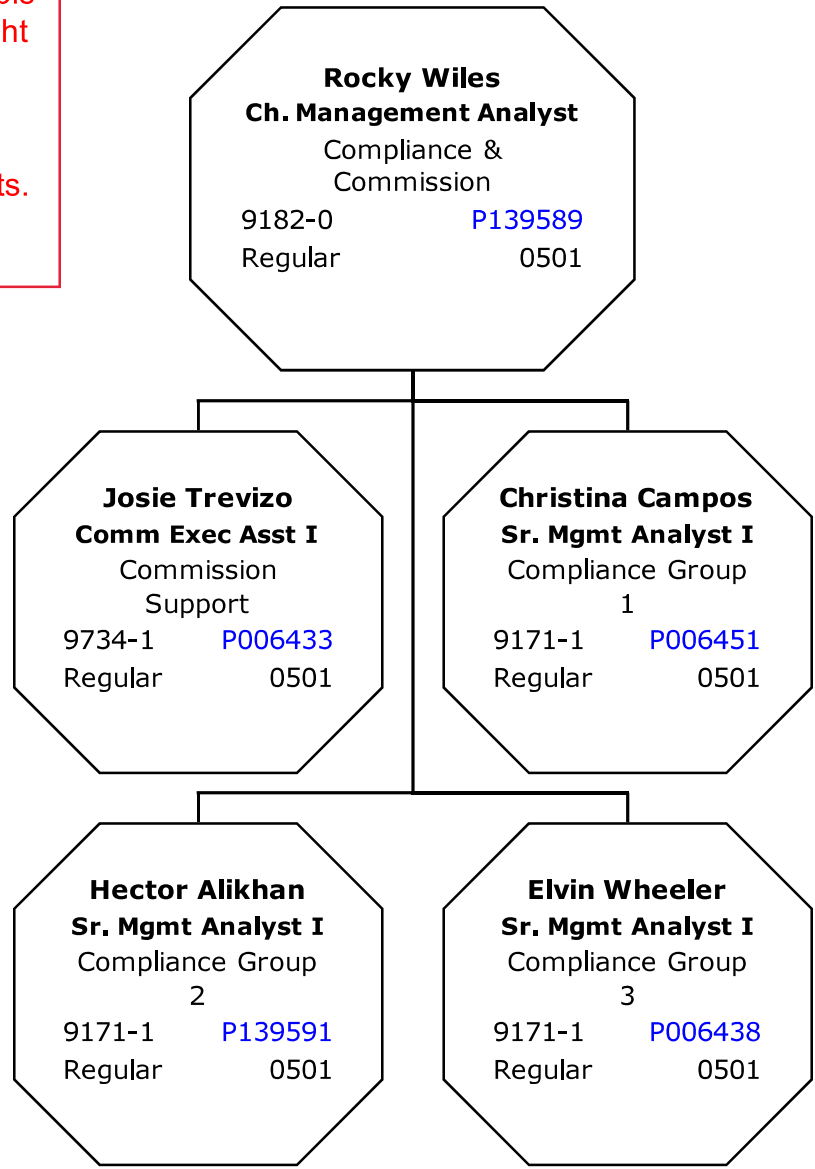 ht
ts.
Rocky Wiles
Ch. Management Analyst
Compliance &
Commission
9182-0 P139589
Regular 0501
Josie Trevizo
Comm Exec Asst I
Commission
Support
9734-1 P006433
Regular 0501
Christina Campos
Sr. Mgmt Analyst I
Compliance Group
1
9171-1 P006451
Regular 0501
Hector Alikhan
Sr. Mgmt Analyst I
Compliance Group
2
9171-1 P139591
Regular 0501
Elvin Wheeler
Sr. Mgmt Analyst I
Compliance Group
3
9171-1 P006438
Regular 0501